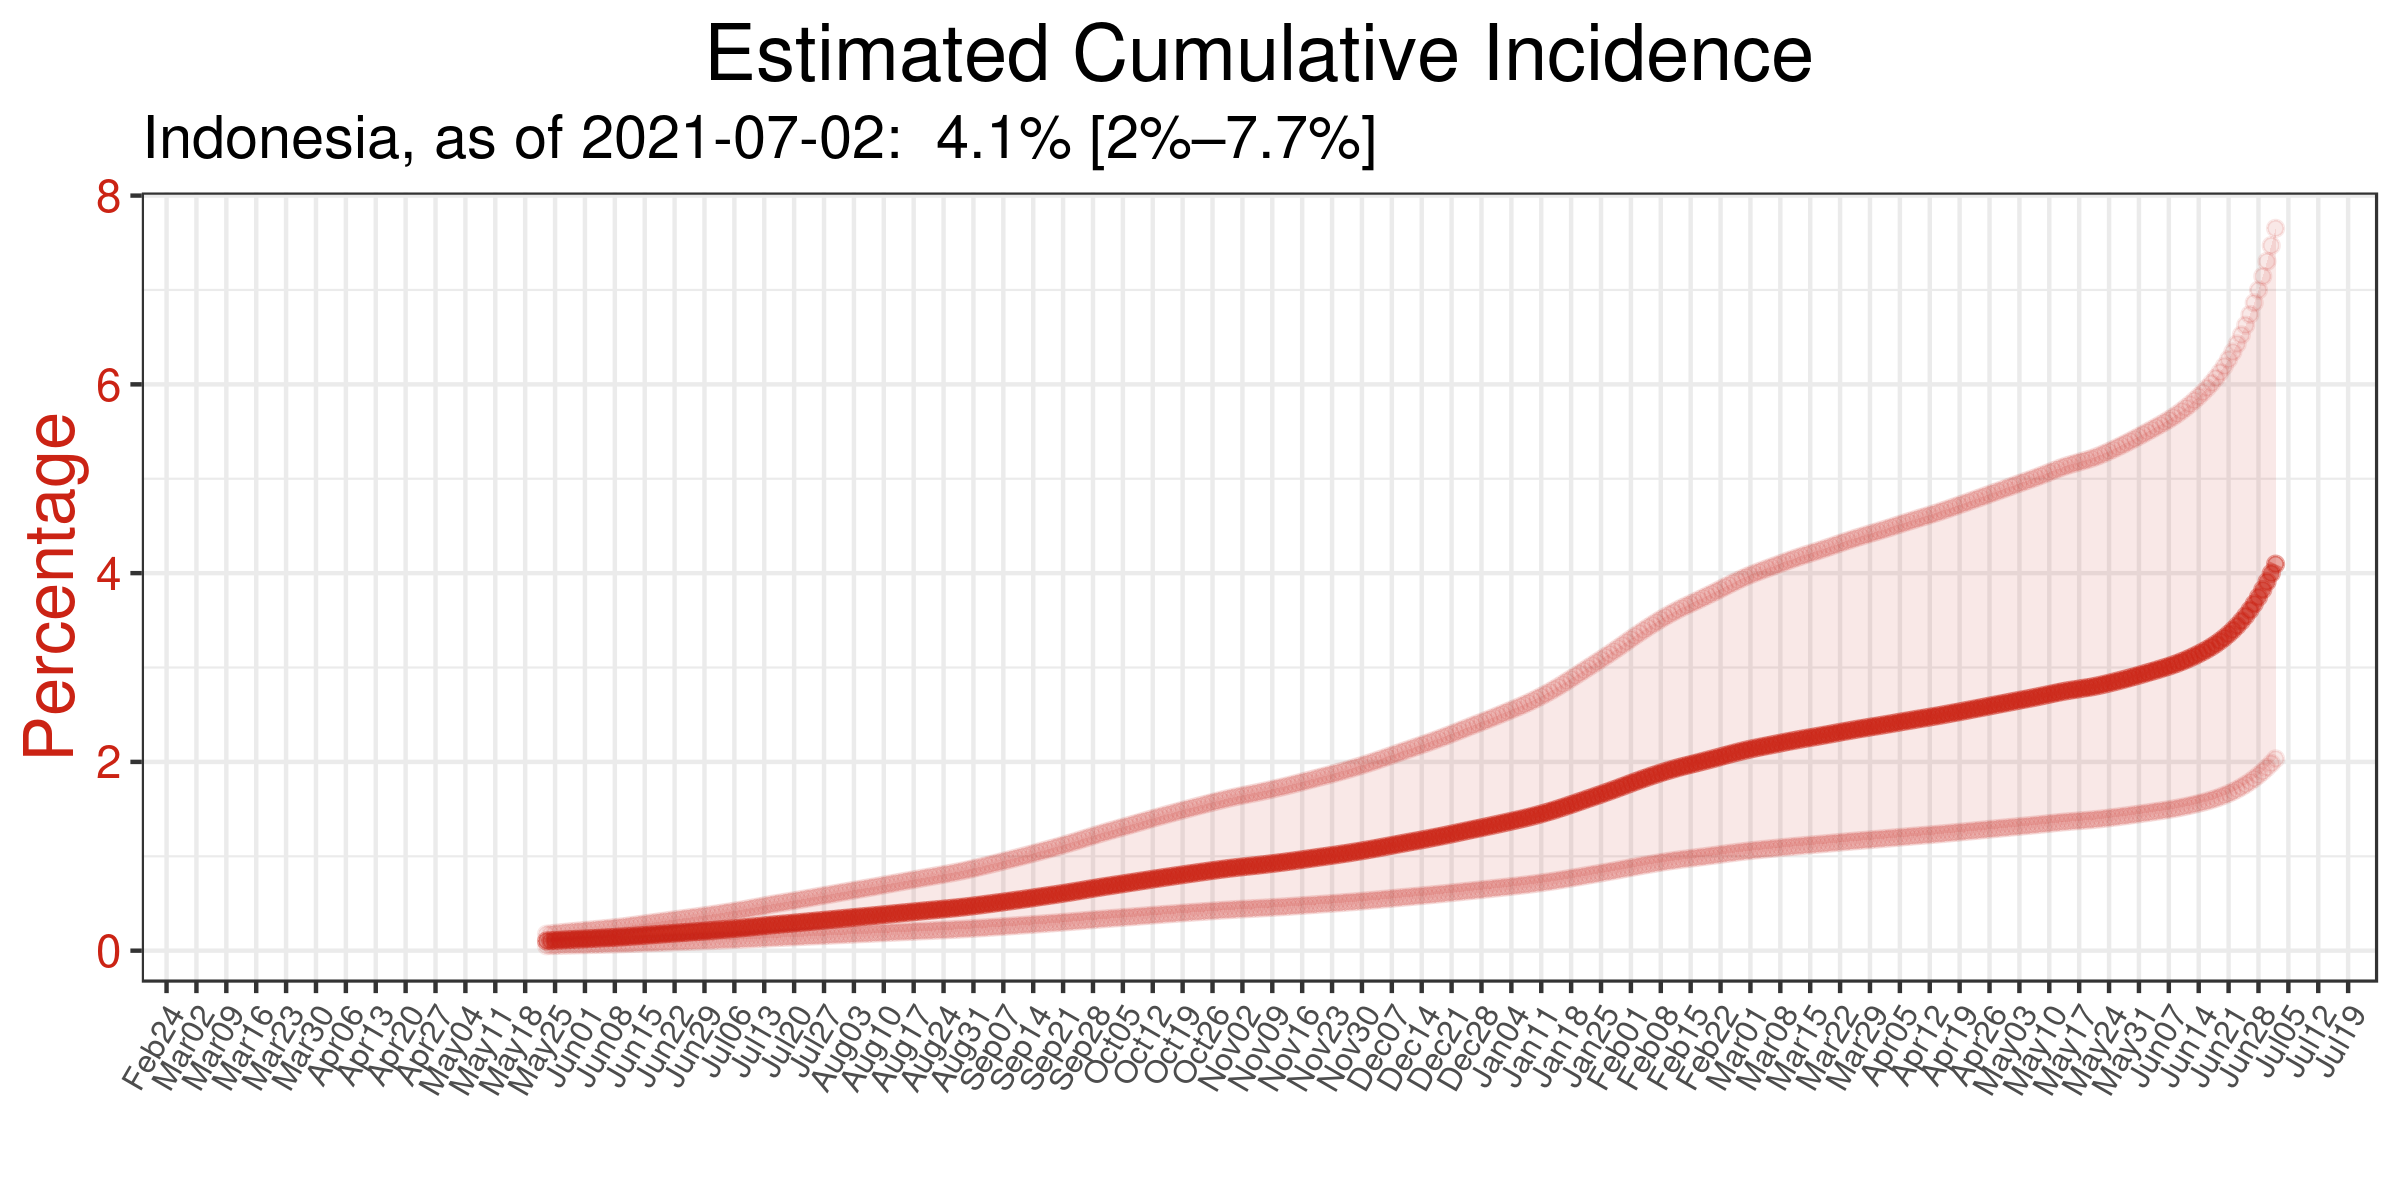 Estimated Cumulative Incidence
Indonesia, as of 2021-07-02:  4.1% [2%–7.7%]
Percentage
8
6
4
2
0
Feb24
Mar02
Mar09
Mar16
Mar23
Mar30
Apr06
Apr13
Apr20
Apr27
May04
May11
May18
May25
Jun01
Jun08
Jun15
Jun22
Jun29
Jul06
Jul13
Jul20
Jul27
Aug03
Aug10
Aug17
Aug24
Aug31
Sep07
Sep14
Sep21
Sep28
Oct05
Oct12
Oct19
Oct26
Nov02
Nov09
Nov16
Nov23
Nov30
Dec07
Dec14
Dec21
Dec28
Jan04
Jan11
Jan18
Jan25
Feb01
Feb08
Feb15
Feb22
Mar01
Mar08
Mar15
Mar22
Mar29
Apr05
Apr12
Apr19
Apr26
May03
May10
May17
May24
May31
Jun07
Jun14
Jun21
Jun28
Jul05
Jul12
Jul19